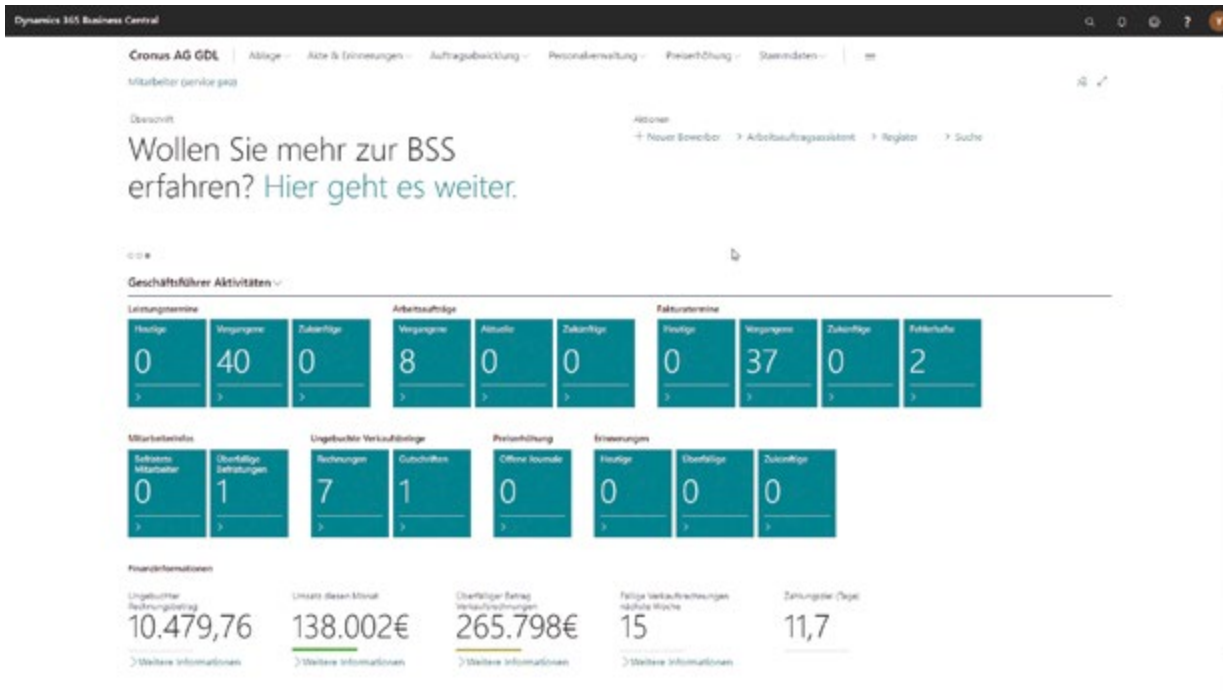 Dynamics 365 Business Central
?
Cronus AG GDL Ablage Akte & Erinnerungen Auftragsabwicklung Personalverwaltung Preiserhöhung Stammdaten
Mitarbeiter (service pro)
Überschrift
Wollen Sie mehr zur BSS
erfahren? Hier geht es weiter.
Aktionen
+ Neuer Bewerber > Arbeitsauftragsassistent > Register > Suche
Geschäftsführer Aktivitäten
Leistungstermine Arbeitsaufträge Fakturatermine
Heutige Vergangene Zukünftige Vergangene Aktuelle Zukünftige Heutige Vergangene Zukünftige Fehlerhafte
0 40 0 8 0 0 0 37 0 2
Mitarbeiterinfos Ungebuchte Verkaufsbelege Preiserhöhung Erinnerungen
Befristete Mitarbeiter Überfällige Befristungen Rechnungen Gutschriften Offene Journale Heutige Überfällige Zukünftige
0 1 7 1 0 0 0 0
Finanzinformationen
Ungebuchter Rechnungsbetrag Umsatz diesen Monat Überfälliger Betrag Verkaufsrechnungen Fällige Verkaufsrechnungen nächste Woche Zahlungsziel (Tage)
10.479,76 138.002€ 265.798€ 15 11,7
>Weitere Informationen >Weitere Informationen >Weitere Informationen >Weitere Informationen